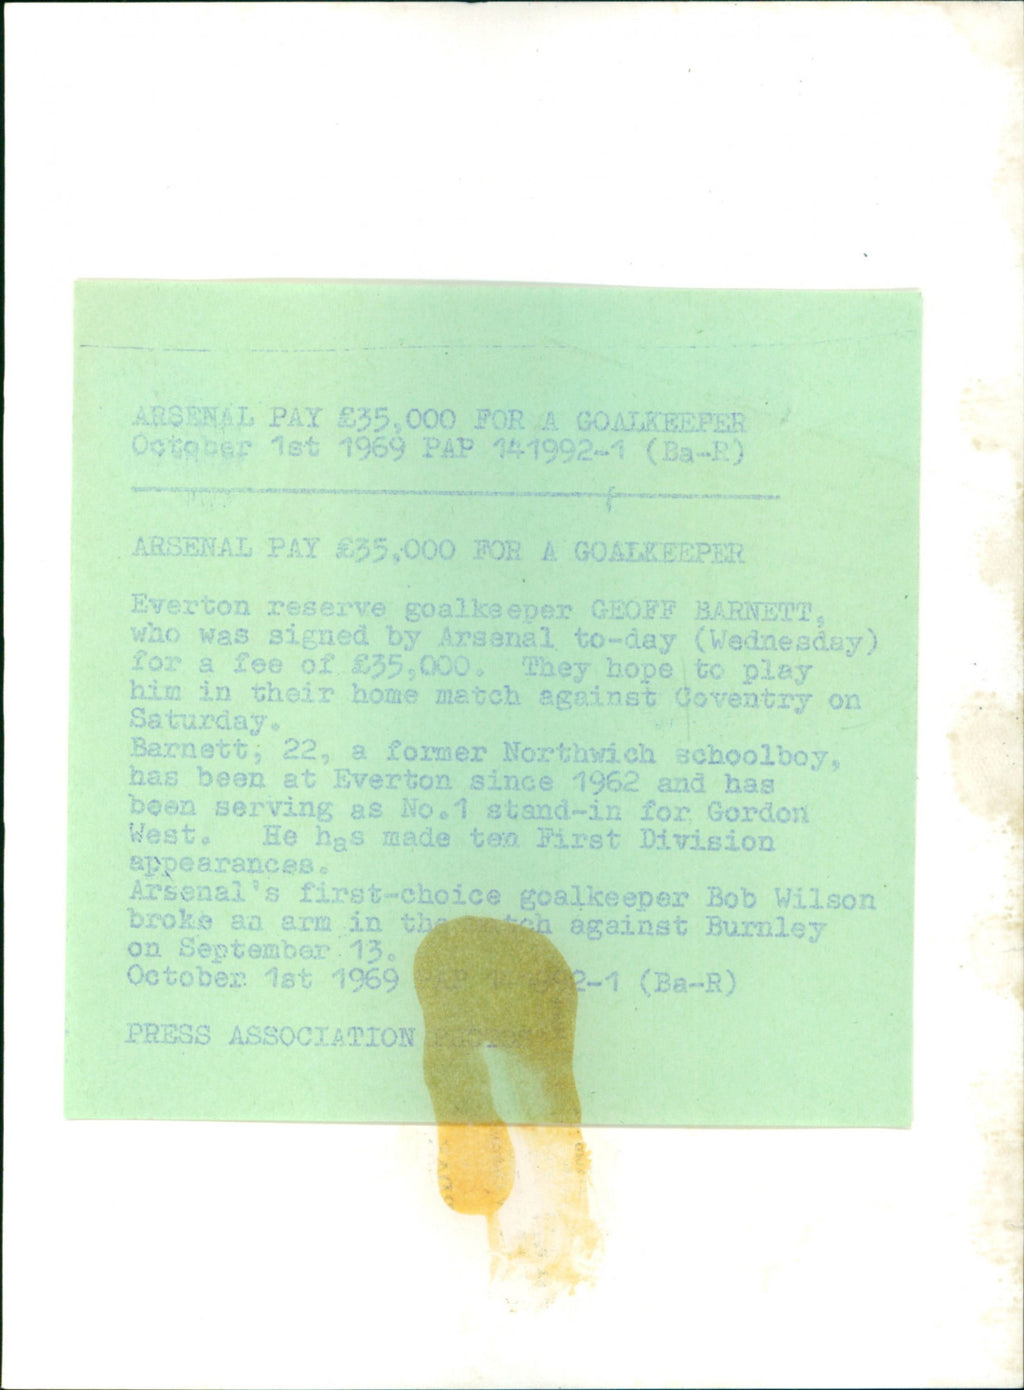 ARSENAL PAY £35,000 FOR A GOALKEEPER
October 1st 1969 PAP 141992-1 (Ba-R)
ARSENAL PAY £35,000 FOR A GOALKEEPER
Everton reserve goalkeeper GEOFF BARNETT,
who was signed by Arsenal to-day (Wednesday)
for a fee of £35,000. They hope to play
him in their home match against Coventry on
Saturday.
Barnett, 22, a former Northwich schoolboy,
has been at Everton since 1962 and has
been serving as No.1 stand-in for Gordon
West. He has made ten First Division
appearances.
Arsenal's first-choice goalkeeper Bob Wilson
broke an arm in the match against Burnley
on September 13.
October 1st 1969 PAP 141992-1 (Ba-R)
PRESS ASSOCIATION PHOTOS